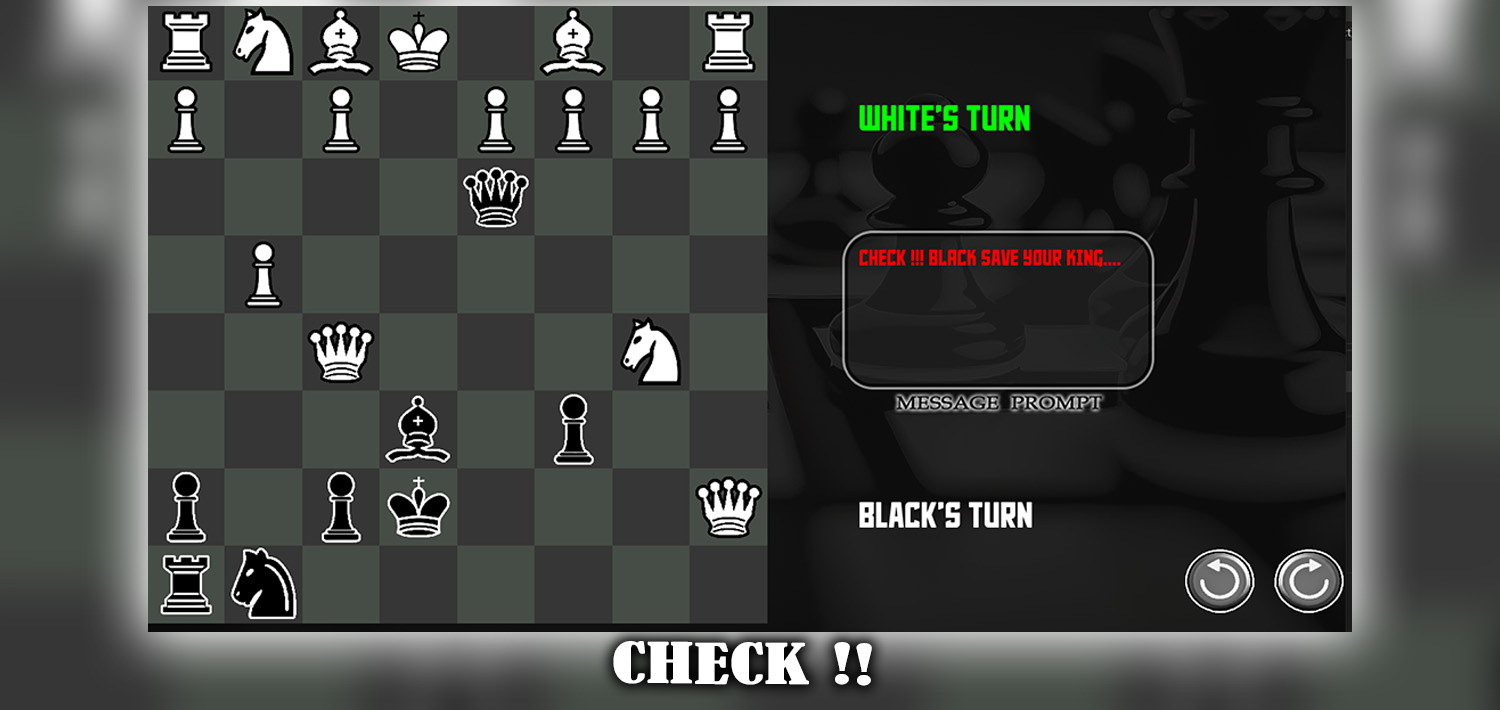 WHITE'S TURN
CHECK !!! BLACK SAVE YOUR KING....
MESSAGE PROMPT
BLACK'S TURN
CHECK !!